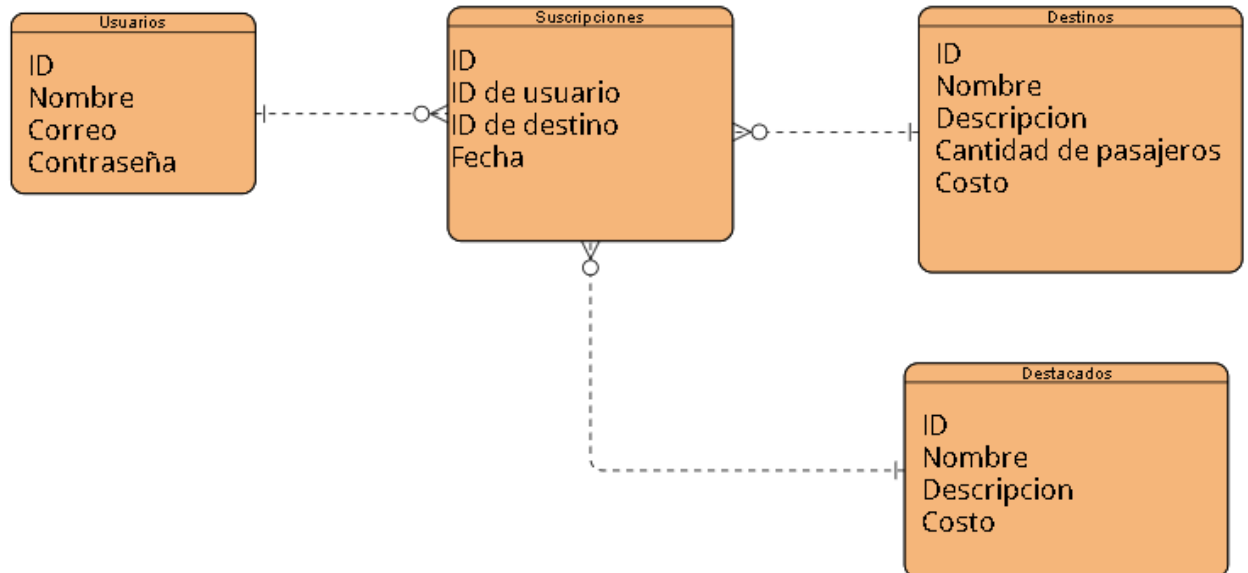 Usuarios
ID
Nombre
Correo
Contraseña
Suscripciones
ID
ID de usuario
ID de destino
Fecha
Destinos
ID
Nombre
Descripcion
Cantidad de pasajeros
Costo
Destacados
ID
Nombre
Descripcion
Costo